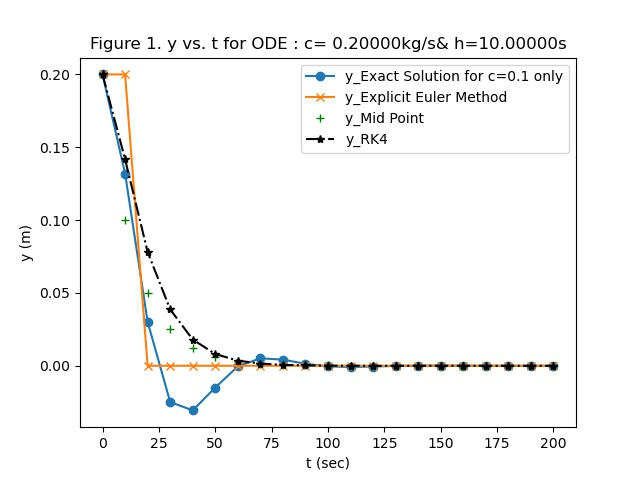 Figure 1. y vs. t for ODE : c= 0.20000kg/s& h=10.00000s
y_Exact Solution for c=0.1 only
y_Explicit Euler Method
y_Mid Point
y_RK4
y (m)
0.20
0.15
0.10
0.05
0.00
0 25 50 75 100 125 150 175 200
t (sec)